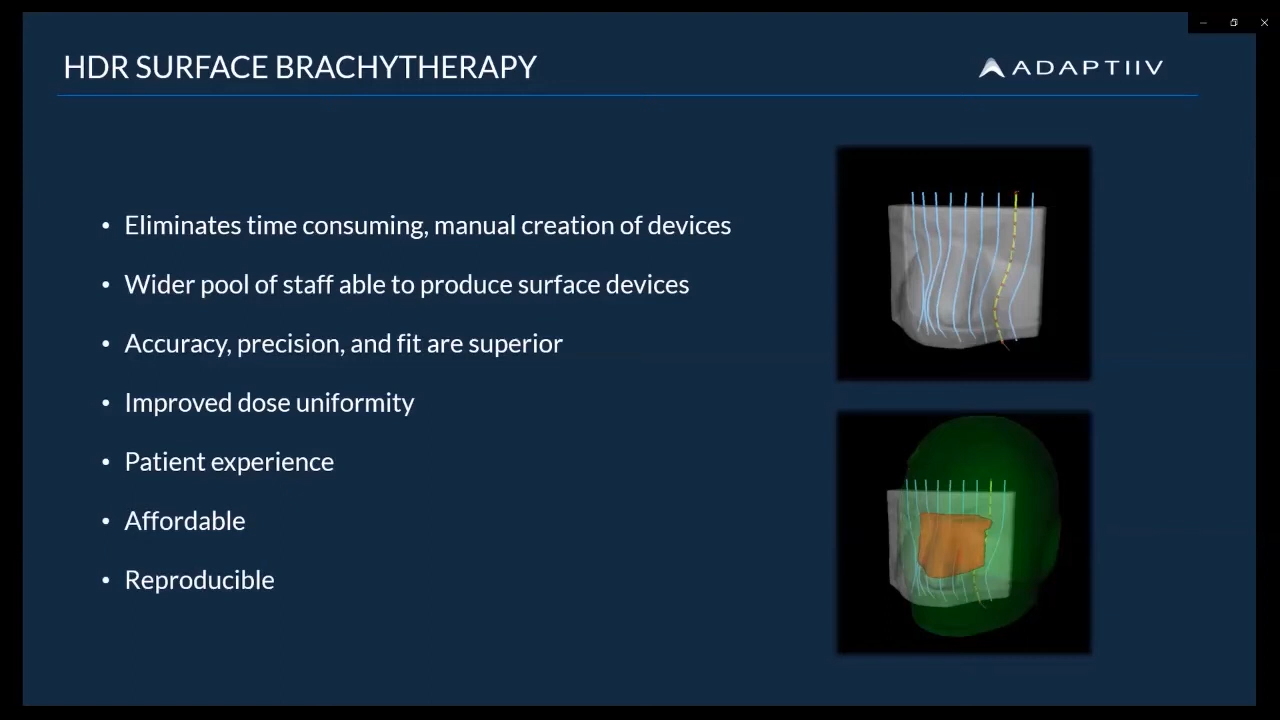 HDR SURFACE BRACHYTHERAPY
ADAPTIIV
• Eliminates time consuming, manual creation of devices
• Wider pool of staff able to produce surface devices
• Accuracy, precision, and fit are superior
• Improved dose uniformity
• Patient experience
• Affordable
• Reproducible